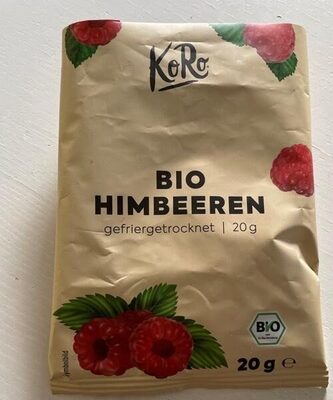 KoRo
BIO
HIMBEEREN
gefriergetrocknet | 20 g
BiO
20 g ℮